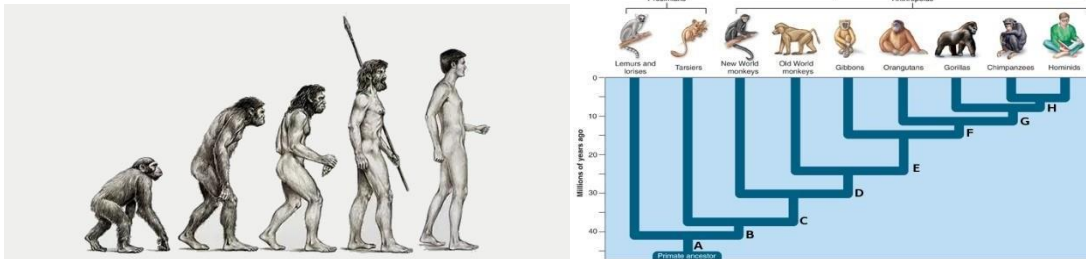 Lemurs and
lorises
Tarsiers
New World
monkeys
Old World
monkeys
Gibbons
Orangutans
Gorillas
Chimpanzees
Hominids
Millions of years ago
0
10
20
30
40
H
G
F
E
D
C
B
A
Primate ancestor